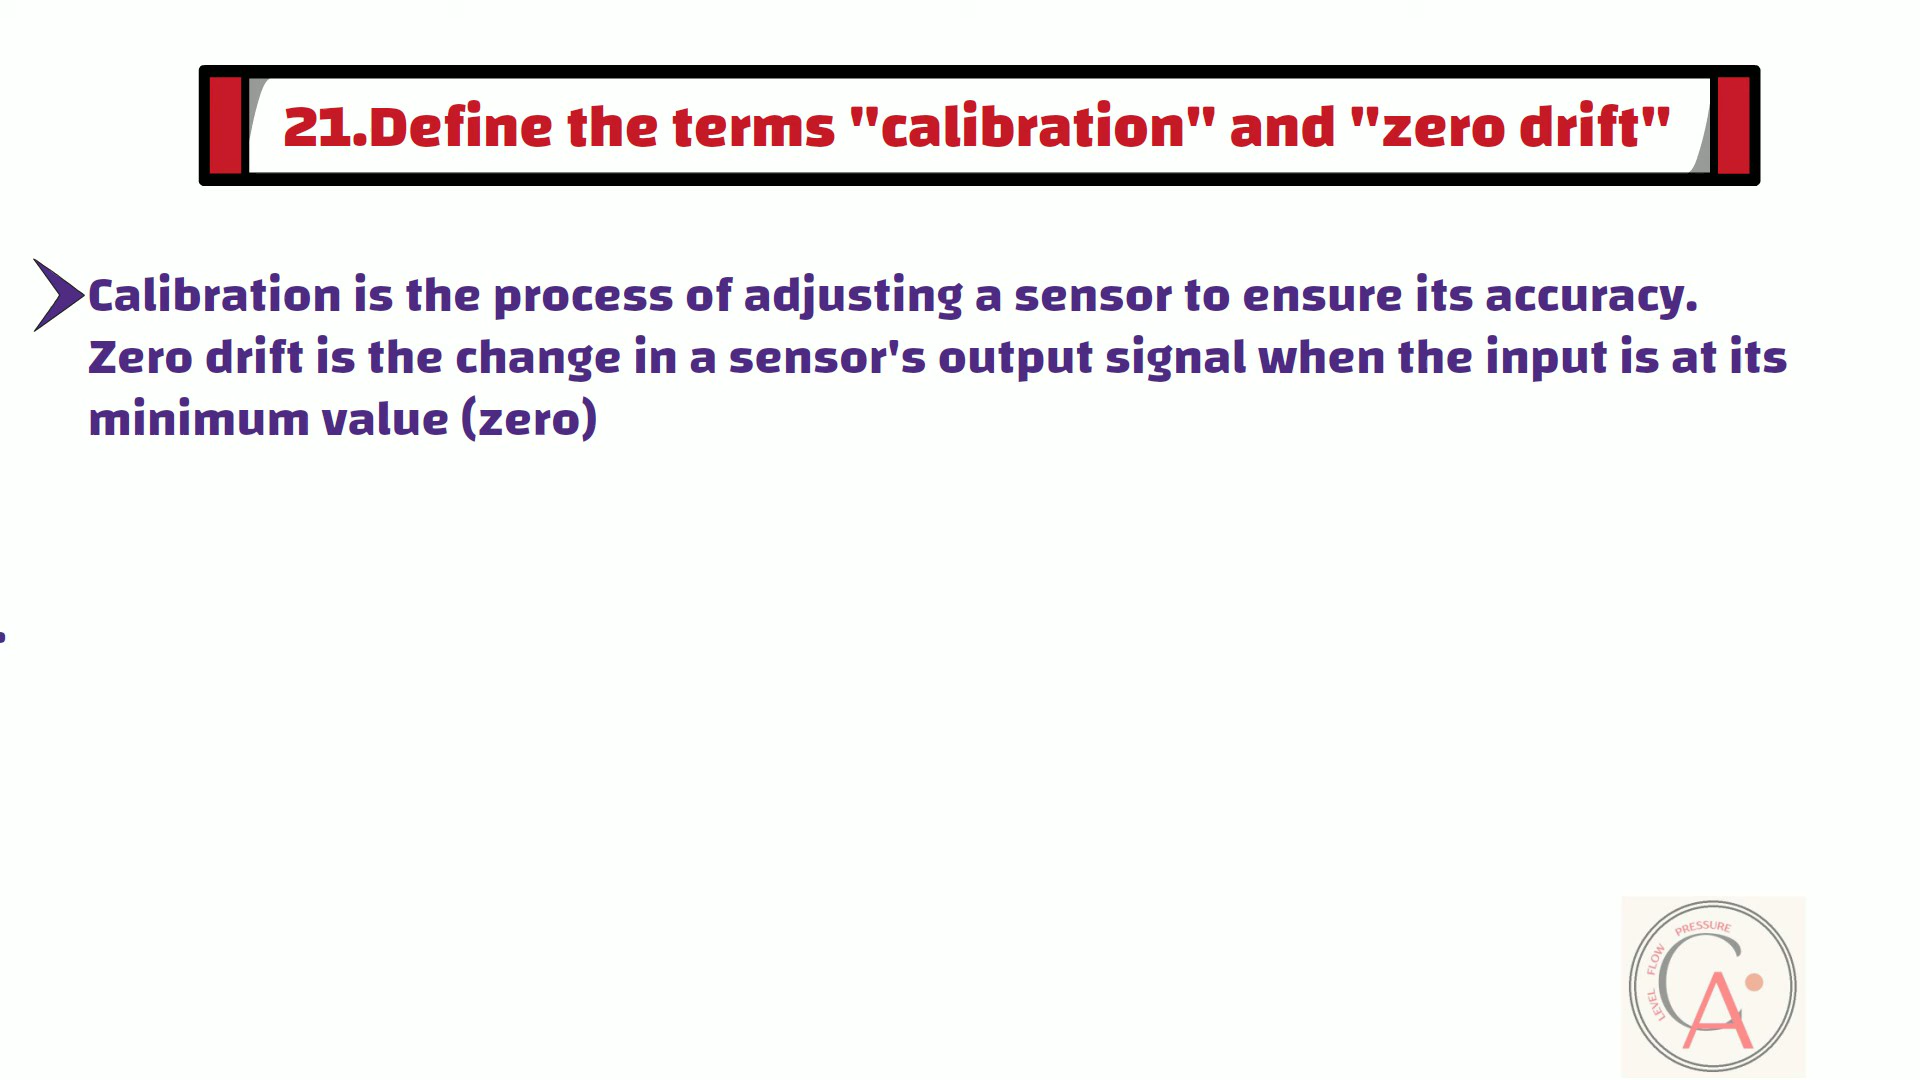 21.Define the terms "calibration" and "zero drift"
Calibration is the process of adjusting a sensor to ensure its accuracy.
Zero drift is the change in a sensor's output signal when the input is at its
minimum value (zero)
.
PRESSURE
FLOW
LEVEL
CA